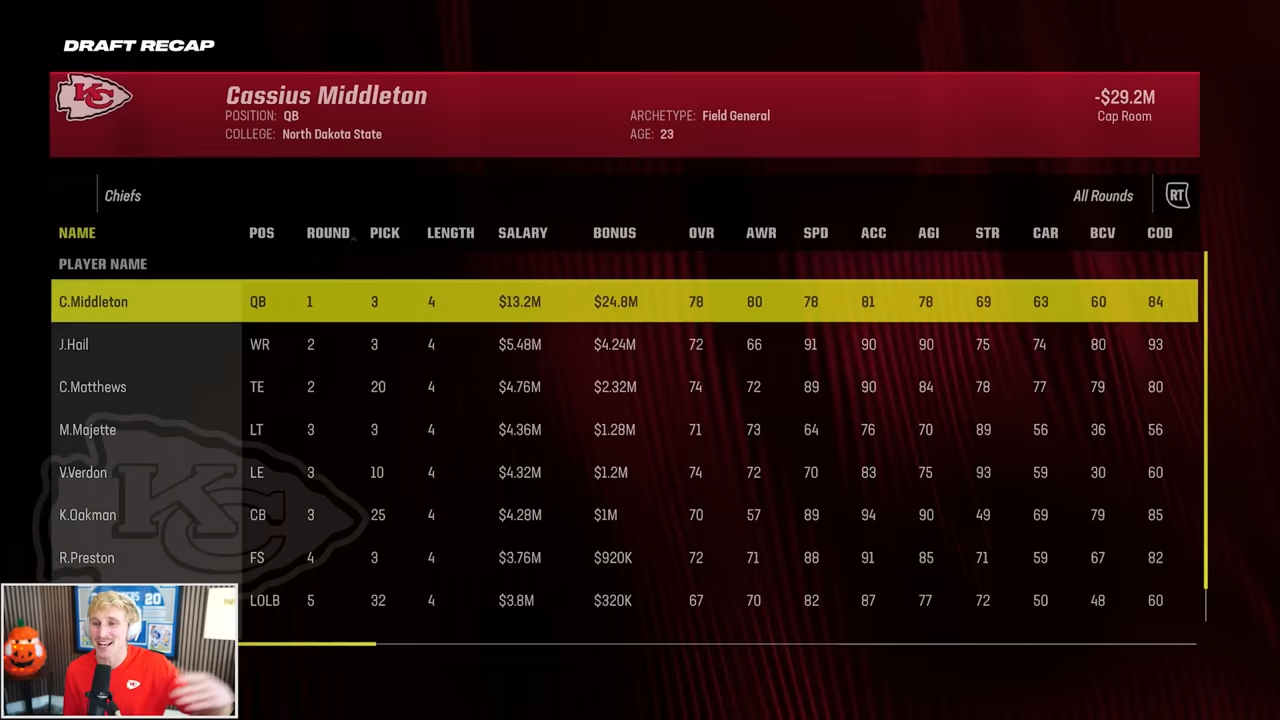 DRAFT RECAP
KC
Cassius Middleton
POSITION: QB
COLLEGE: North Dakota State
ARCHETYPE: Field General
AGE: 23
-$29.2M
Cap Room
Chiefs
All Rounds RT
NAME POS ROUND PICK LENGTH SALARY BONUS OVR AWR SPD ACC AGI STR CAR BCV COD
PLAYER NAME
C.Middleton QB 1 3 4 $13.2M $24.8M 78 80 78 81 78 69 63 60 84
J.Hail WR 2 3 4 $5.48M $4.24M 72 66 91 90 90 75 74 80 93
C.Matthews TE 2 20 4 $4.76M $2.32M 74 72 89 90 84 78 77 79 80
M.Majette LT 3 3 4 $4.36M $1.28M 71 73 64 76 70 89 56 36 56
V.Verdon LE 3 10 4 $4.32M $1.2M 74 72 70 83 75 93 59 30 60
K.Oakman CB 3 25 4 $4.28M $1M 70 57 89 94 90 49 69 79 85
R.Preston FS 4 3 4 $3.76M $920K 72 71 88 91 85 71 59 67 82
LOLB 5 32 4 $3.8M $320K 67 70 82 87 77 72 50 48 60
20